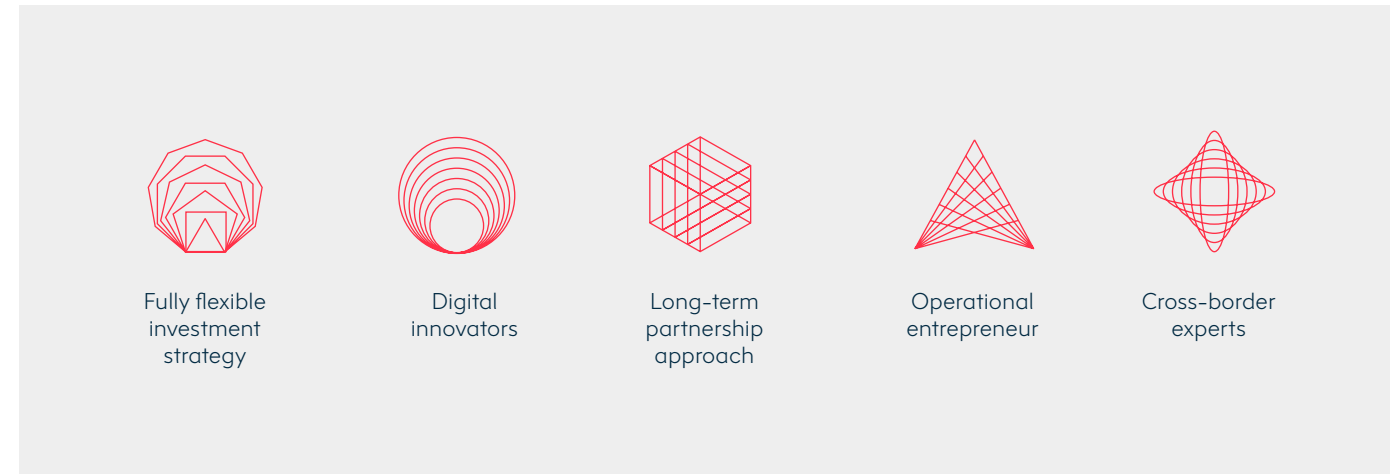 Fully flexible
investment
strategy
Digital
innovators
Long-term
partnership
approach
Operational
entrepreneur
Cross-border
experts